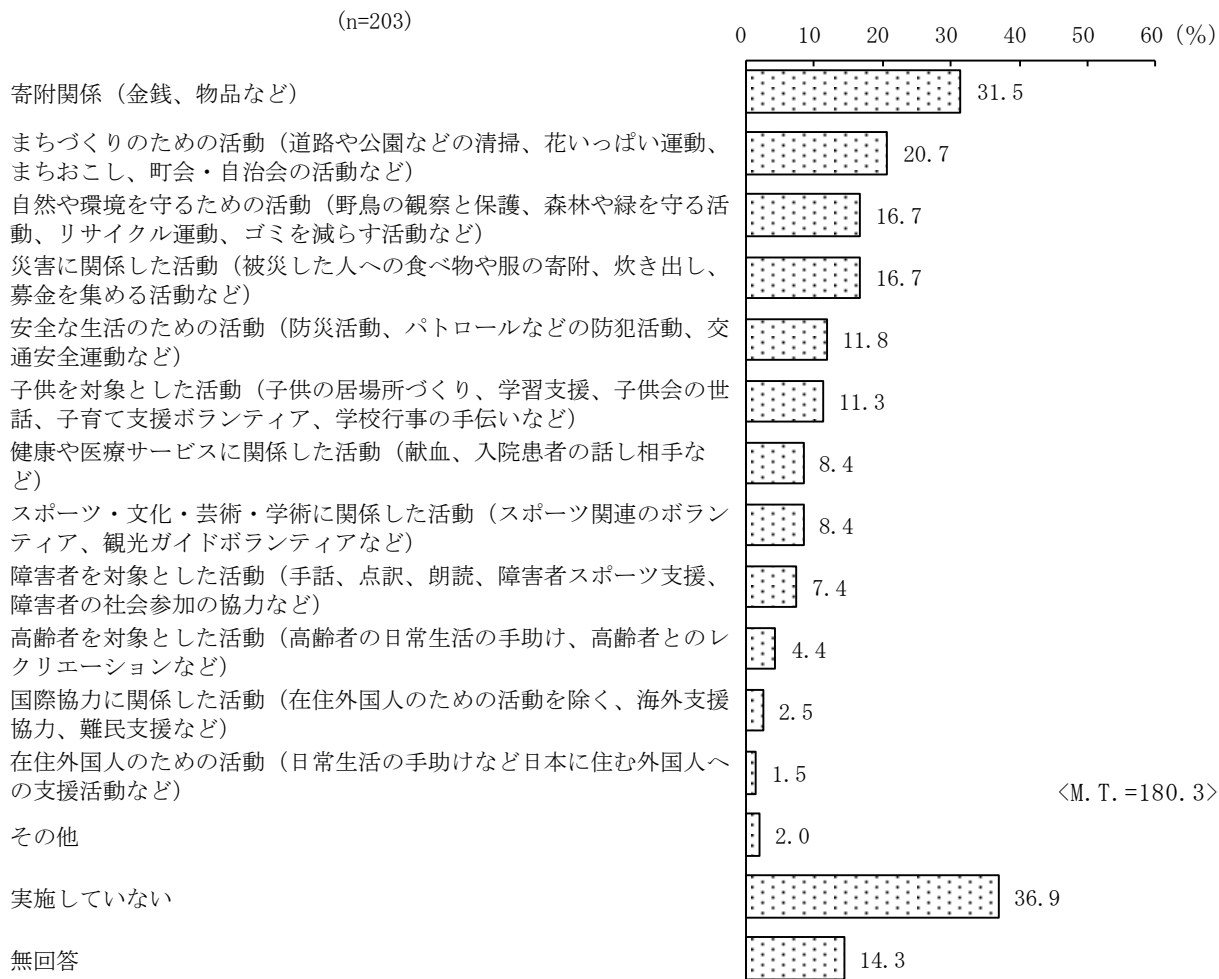 (n=203)
0 10 20 30 40 50 60 (%)
寄附関係（金銭、物品など） 31.5
まちづくりのための活動（道路や公園などの清掃、花いっぱい運動、
まちおこし、町会・自治会の活動など） 20.7
自然や環境を守るための活動（野鳥の観察と保護、森林や緑を守る活
動、リサイクル運動、ゴミを減らす活動など） 16.7
災害に関係した活動（被災した人への食べ物や服の寄附、炊き出し、
募金を集める活動など） 16.7
安全な生活のための活動（防災活動、パトロールなどの防犯活動、交
通安全運動など） 11.8
子供を対象とした活動（子供の居場所づくり、学習支援、子供会の世
話、子育て支援ボランティア、学校行事の手伝いなど） 11.3
健康や医療サービスに関係した活動（献血、入院患者の話し相手な
ど） 8.4
スポーツ・文化・芸術・学術に関係した活動（スポーツ関連のボラン
ティア、観光ガイドボランティアなど） 8.4
障害者を対象とした活動（手話、点訳、朗読、障害者スポーツ支援、
障害者の社会参加の協力など） 7.4
高齢者を対象とした活動（高齢者の日常生活の手助け、高齢者とのレ
クリエーションなど） 4.4
国際協力に関係した活動（在住外国人のための活動を除く、海外支援
協力、難民支援など） 2.5
在住外国人のための活動（日常生活の手助けなど日本に住む外国人へ
の支援活動など） 1.5
<M.T.=180.3>
その他 2.0
実施していない 36.9
無回答 14.3